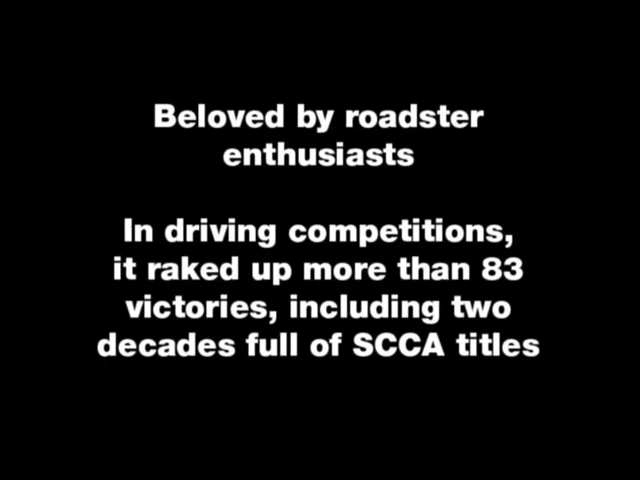 Beloved by roadster
enthusiasts
In driving competitions,
it raked up more than 83
victories, including two
decades full of SCCA titles